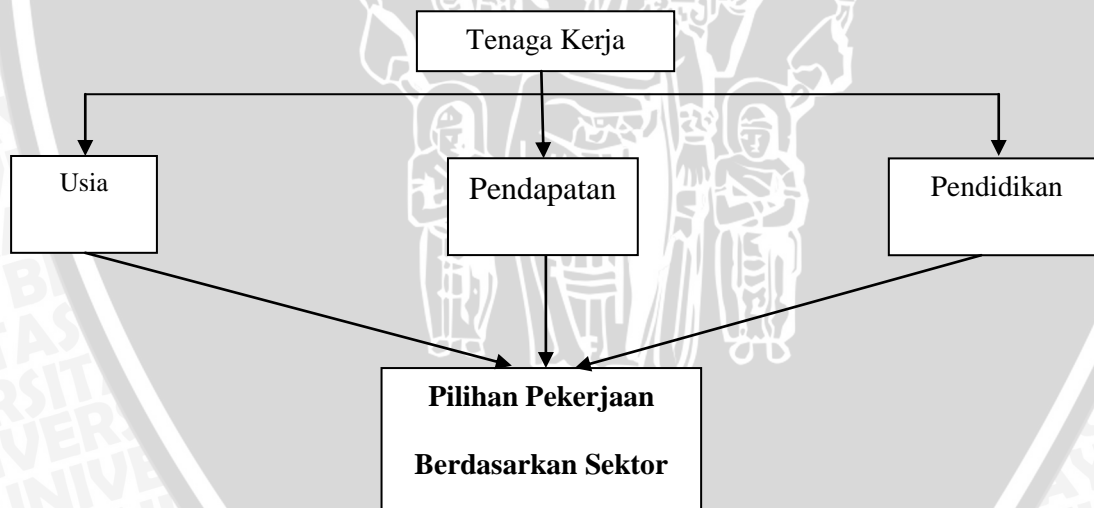 Tenaga Kerja
Usia
Pendapatan
Pendidikan
Pilihan Pekerjaan
Berdasarkan Sektor